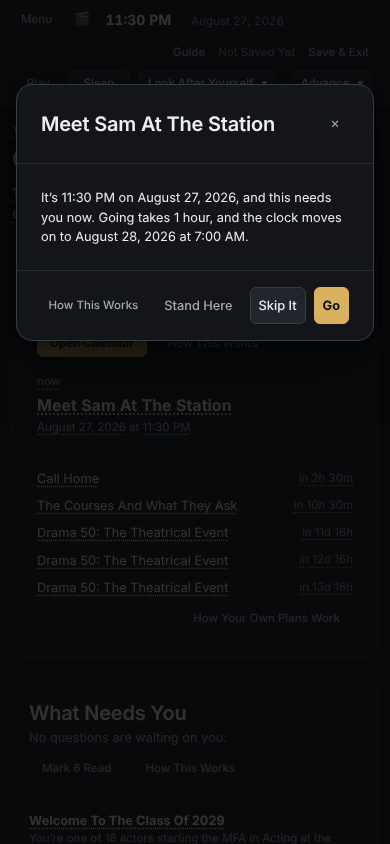 Menu 🎬 11:30 PM August 27, 2026
Guide Not Saved Yet Save & Exit
Play Sleep Look After Yourself Advance
Meet Sam At The Station ×
It's 11:30 PM on August 27, 2026, and this needs
you now. Going takes 1 hour, and the clock moves
on to August 28, 2026 at 7:00 AM.
How This Works Stand Here Skip It Go
Open Calendar How This Works
now
Meet Sam At The Station
August 27, 2026 at 11:30 PM
Call Home in 2h 30m
The Courses And What They Ask in 10h 30m
Drama 50: The Theatrical Event in 11d 16h
Drama 50: The Theatrical Event in 12d 16h
Drama 50: The Theatrical Event in 13d 16h
How Your Own Plans Work
What Needs You
No questions are waiting on you.
Mark 6 Read How This Works
Welcome To The Class Of 2029
You're one of 16 actors starting the MFA in Acting at the